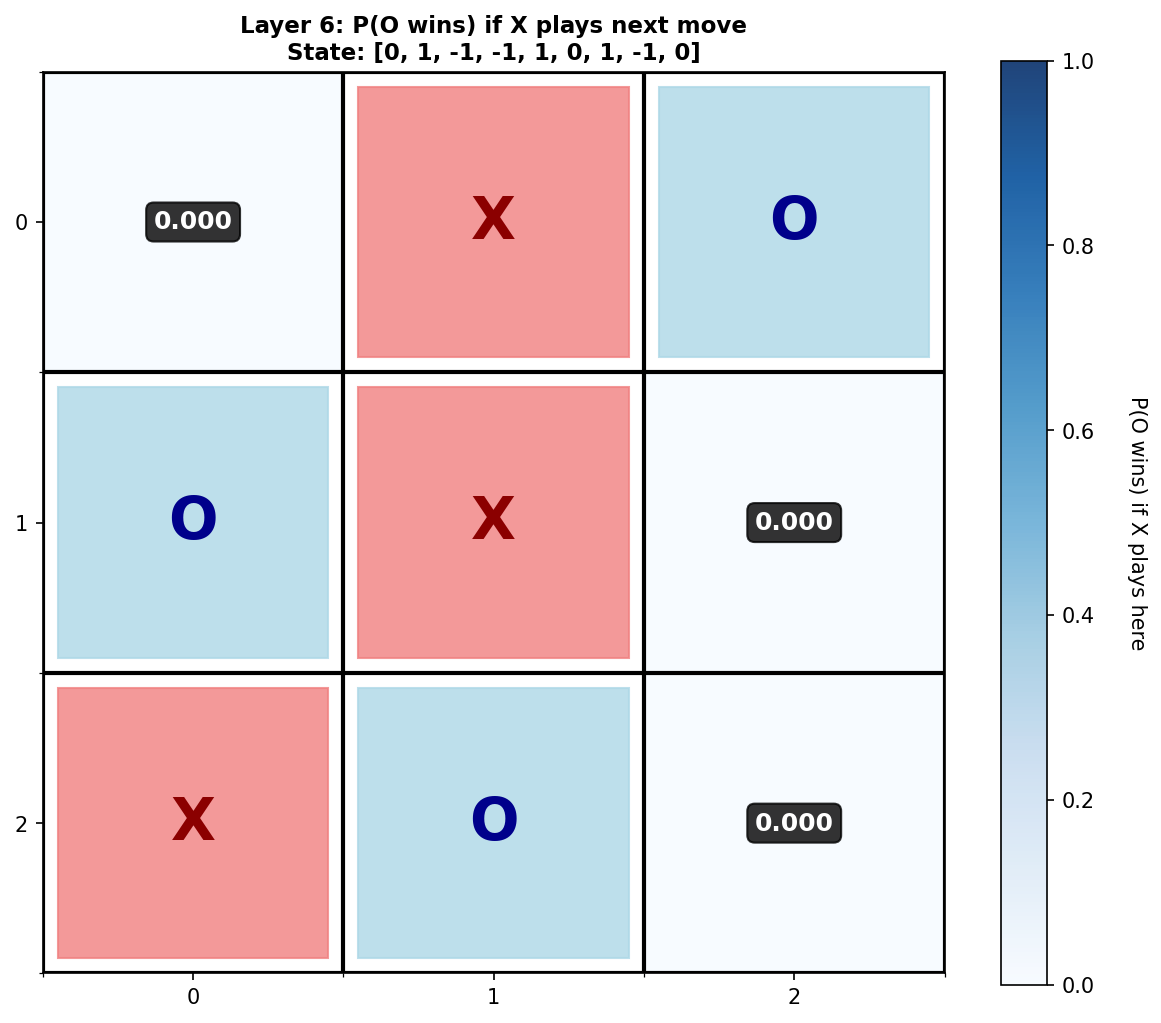 Layer 6: P(O wins) if X plays next move
State: [0, 1, -1, -1, 1, 0, 1, -1, 0]
0
0.000
X
O
1
O
X
0.000
2
X
O
0.000
0
1
2
1.0
0.8
0.6
0.4
0.2
0.0
P(O wins) if X plays here